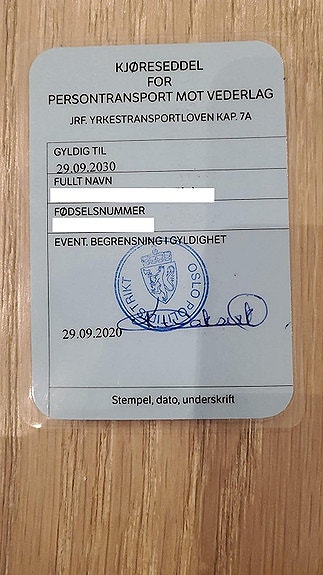 KJØRESEDDEL
FOR
PERSONTRANSPORT MOT VEDERLAG
JRF. YRKESTRANSPORTLOVEN KAP. 7A
GYLDIG TIL
29.09.2030
FULLT NAVN
FØDSELSNUMMER
EVENT. BEGRENSNING I GYLDIGHET
OSLO POLITIDISTRIKT
29.09.2020
Stempel, dato, underskrift